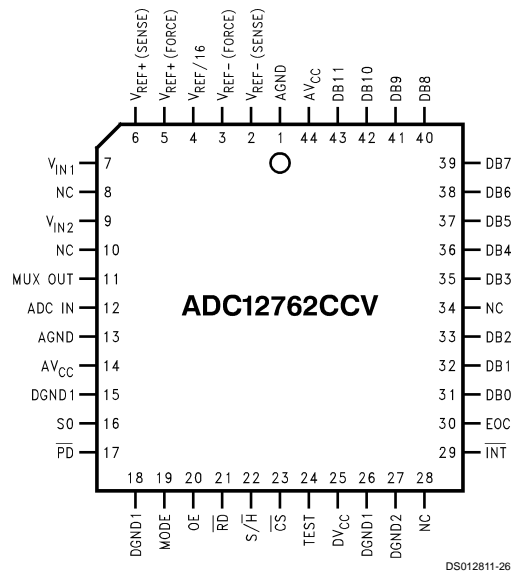 VREF+ (SENSE)
VREF+ (FORCE)
VREF/16
VREF- (FORCE)
VREF- (SENSE)
AGND
AVCC
DB11
DB10
DB9
DB8
6 5 4 3 2 1 44 43 42 41 40
VIN1 7
NC 8
VIN2 9
NC 10
MUX OUT 11
ADC IN 12
AGND 13
AVCC 14
DGND1 15
S0 16
P̅D̅ 17
ADC12762CCV
39 DB7
38 DB6
37 DB5
36 DB4
35 DB3
34 NC
33 DB2
32 DB1
31 DB0
30 EOC
29 I̅N̅T̅
18 19 20 21 22 23 24 25 26 27 28
DGND1
MODE
OE
R̅D̅
S/H̅
C̅S̅
TEST
DVCC
DGND1
DGND2
NC
DS012811-26